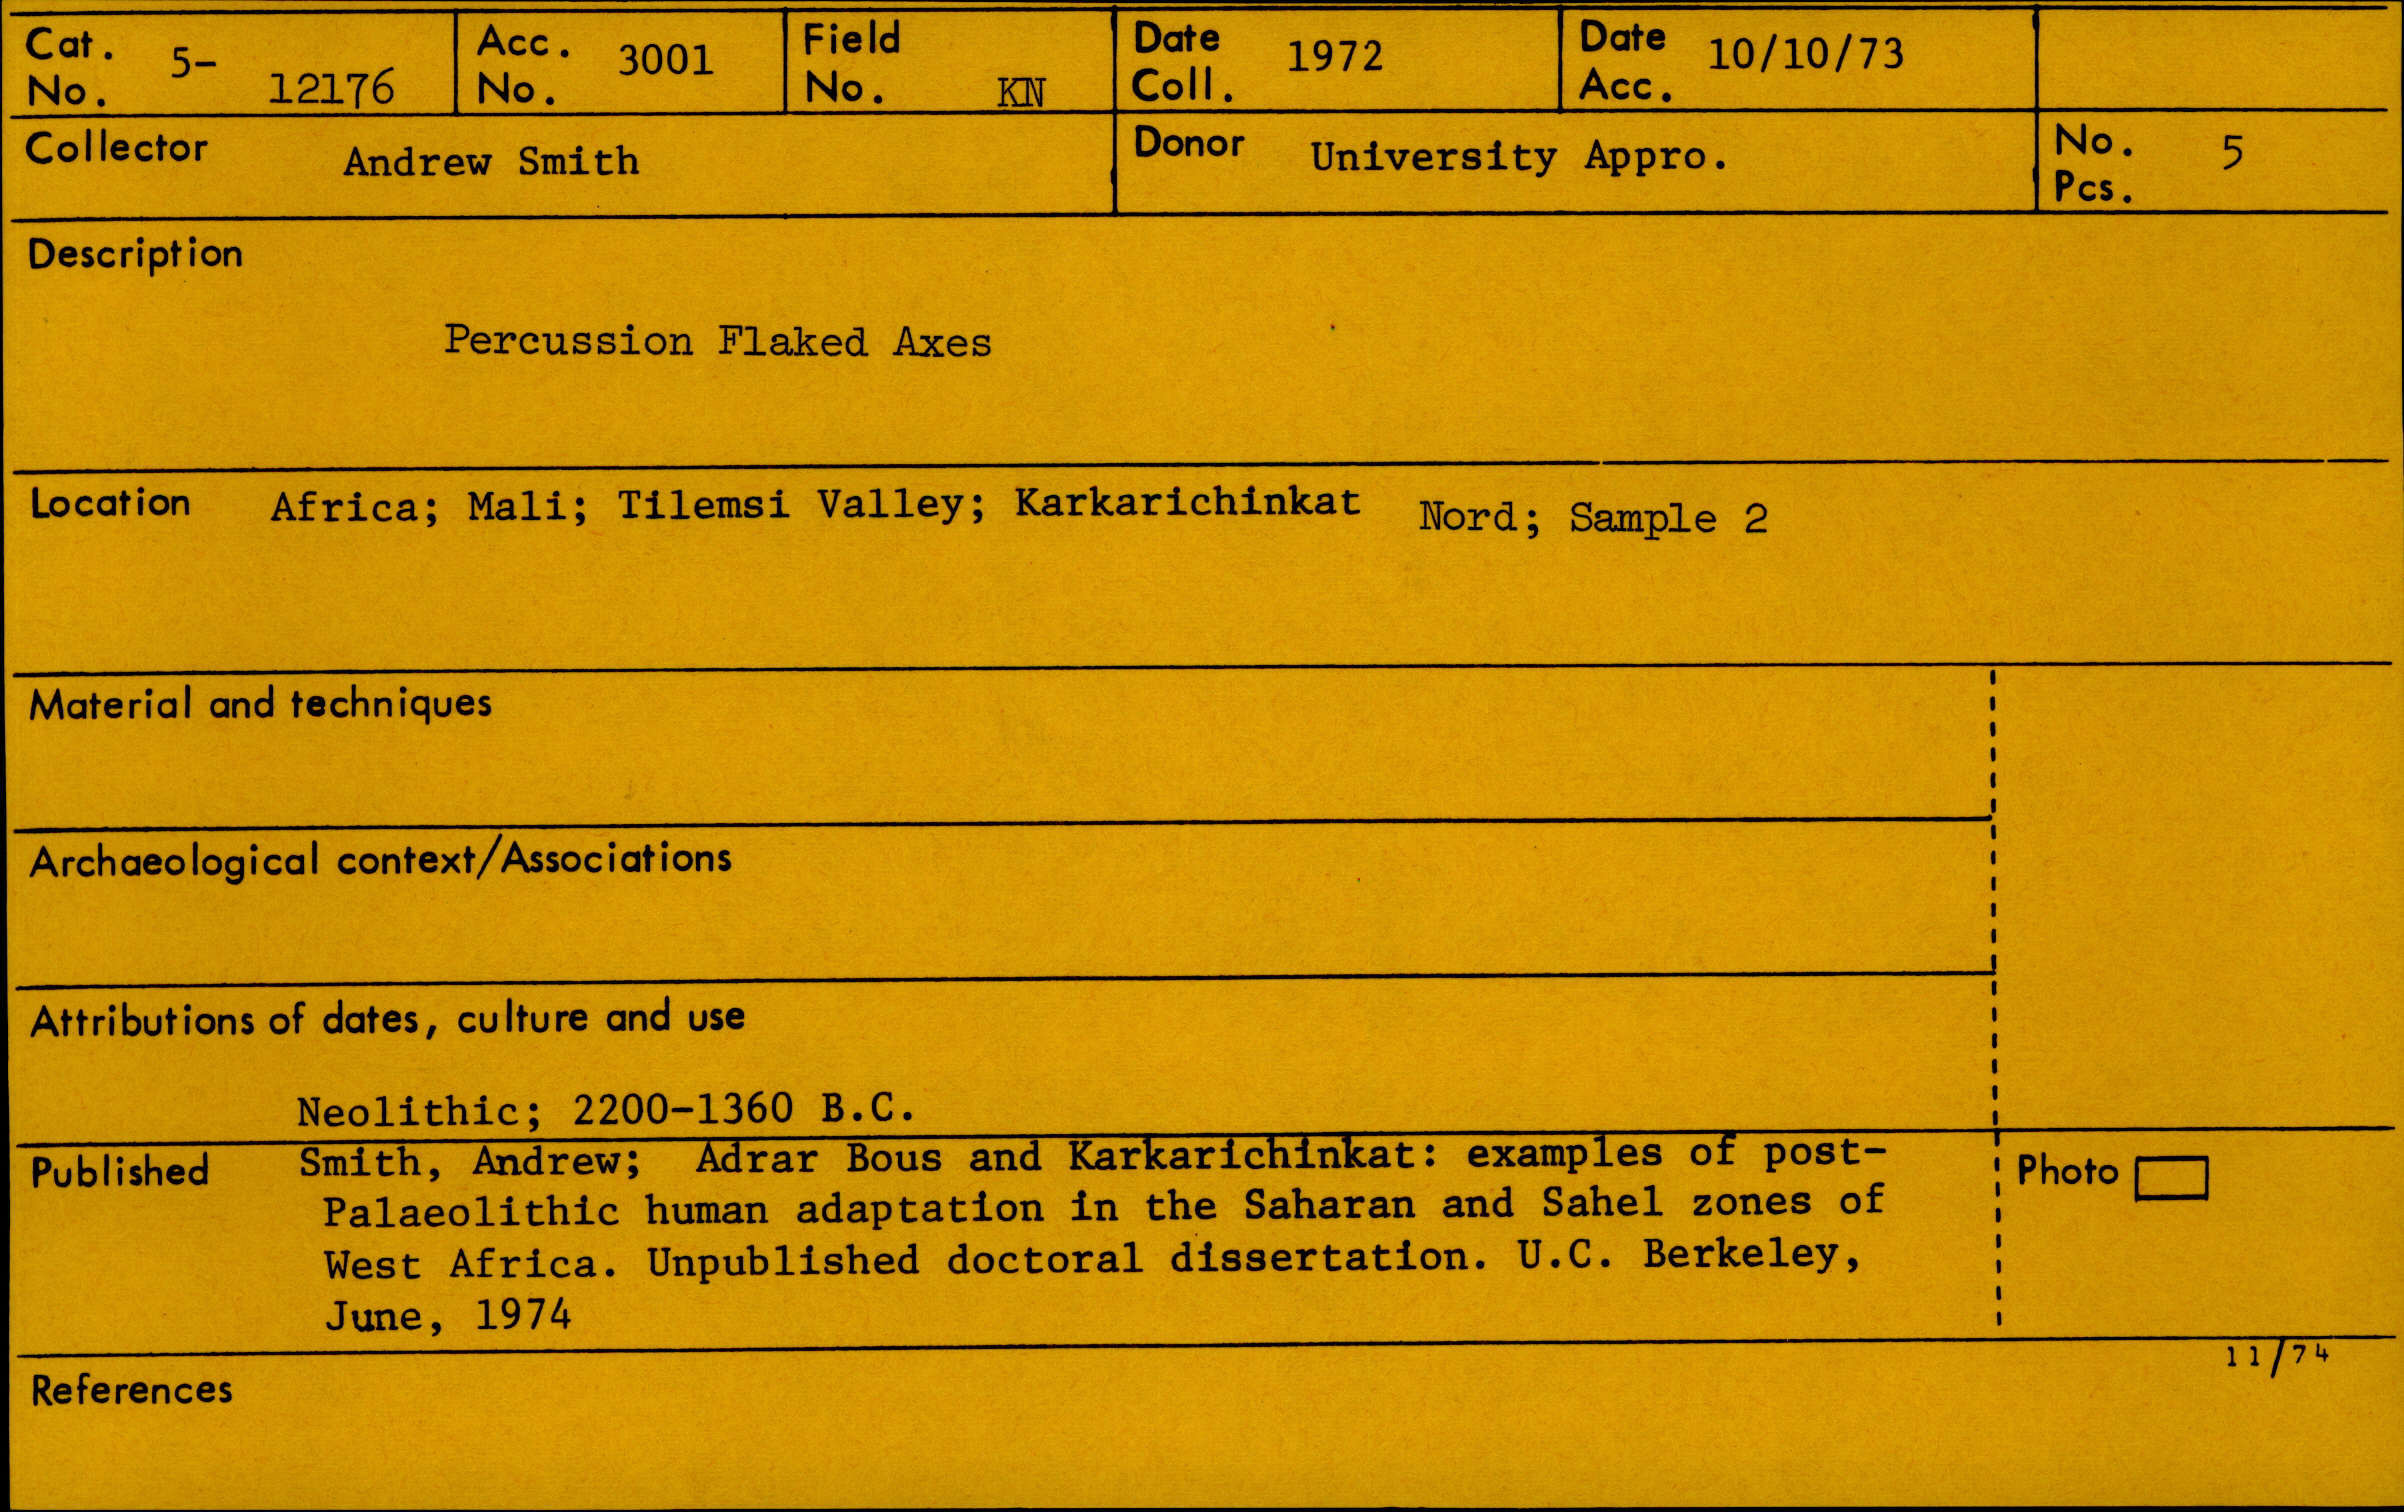 Cat. No. 5- 12176 Acc. No. 3001 Field No. KN Date Coll. 1972 Date Acc. 10/10/73
Collector Andrew Smith Donor University Appro. No. Pcs. 5
Description
Percussion Flaked Axes
Location Africa; Mali; Tilemsi Valley; Karkarichinkat Nord; Sample 2
Material and techniques
Archaeological context/Associations
Attributions of dates, culture and use
Neolithic; 2200-1360 B.C.
Published Smith, Andrew; Adrar Bous and Karkarichinkat: examples of post-
Palaeolithic human adaptation in the Saharan and Sahel zones of
West Africa. Unpublished doctoral dissertation. U.C. Berkeley,
June, 1974
Photo
11/74
References